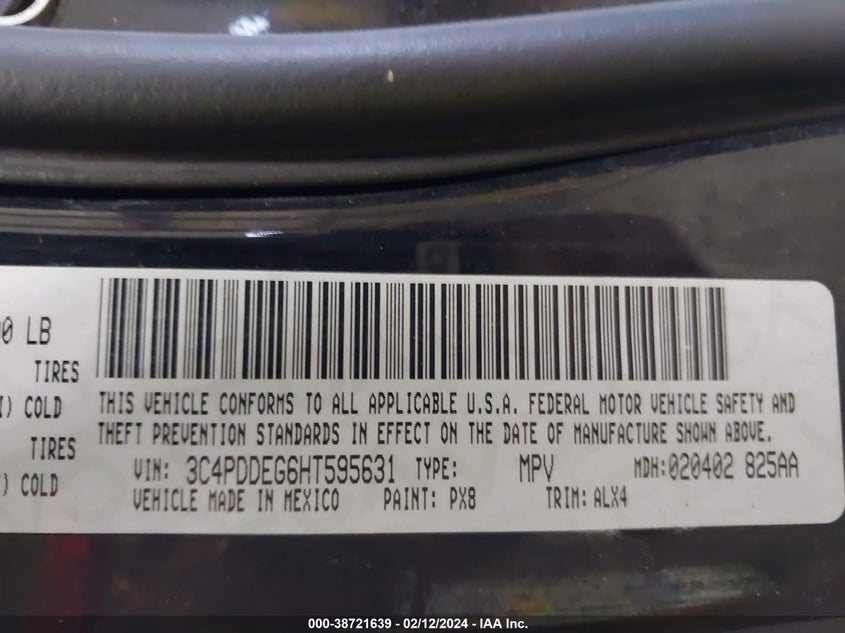 0 LB
TIRES
) COLD
TIRES
) COLD
THIS VEHICLE CONFORMS TO ALL APPLICABLE U.S.A. FEDERAL MOTOR VEHICLE SAFETY AND
THEFT PREVENTION STANDARDS IN EFFECT ON THE DATE OF MANUFACTURE SHOWN ABOVE.
VIN: 3C4PDDEG6HT595631 TYPE: MPV MDH:020402 825AA
VEHICLE MADE IN MEXICO PAINT: PX8 TRIM: ALX4
000-38721639 - 02/12/2024 - IAA Inc.